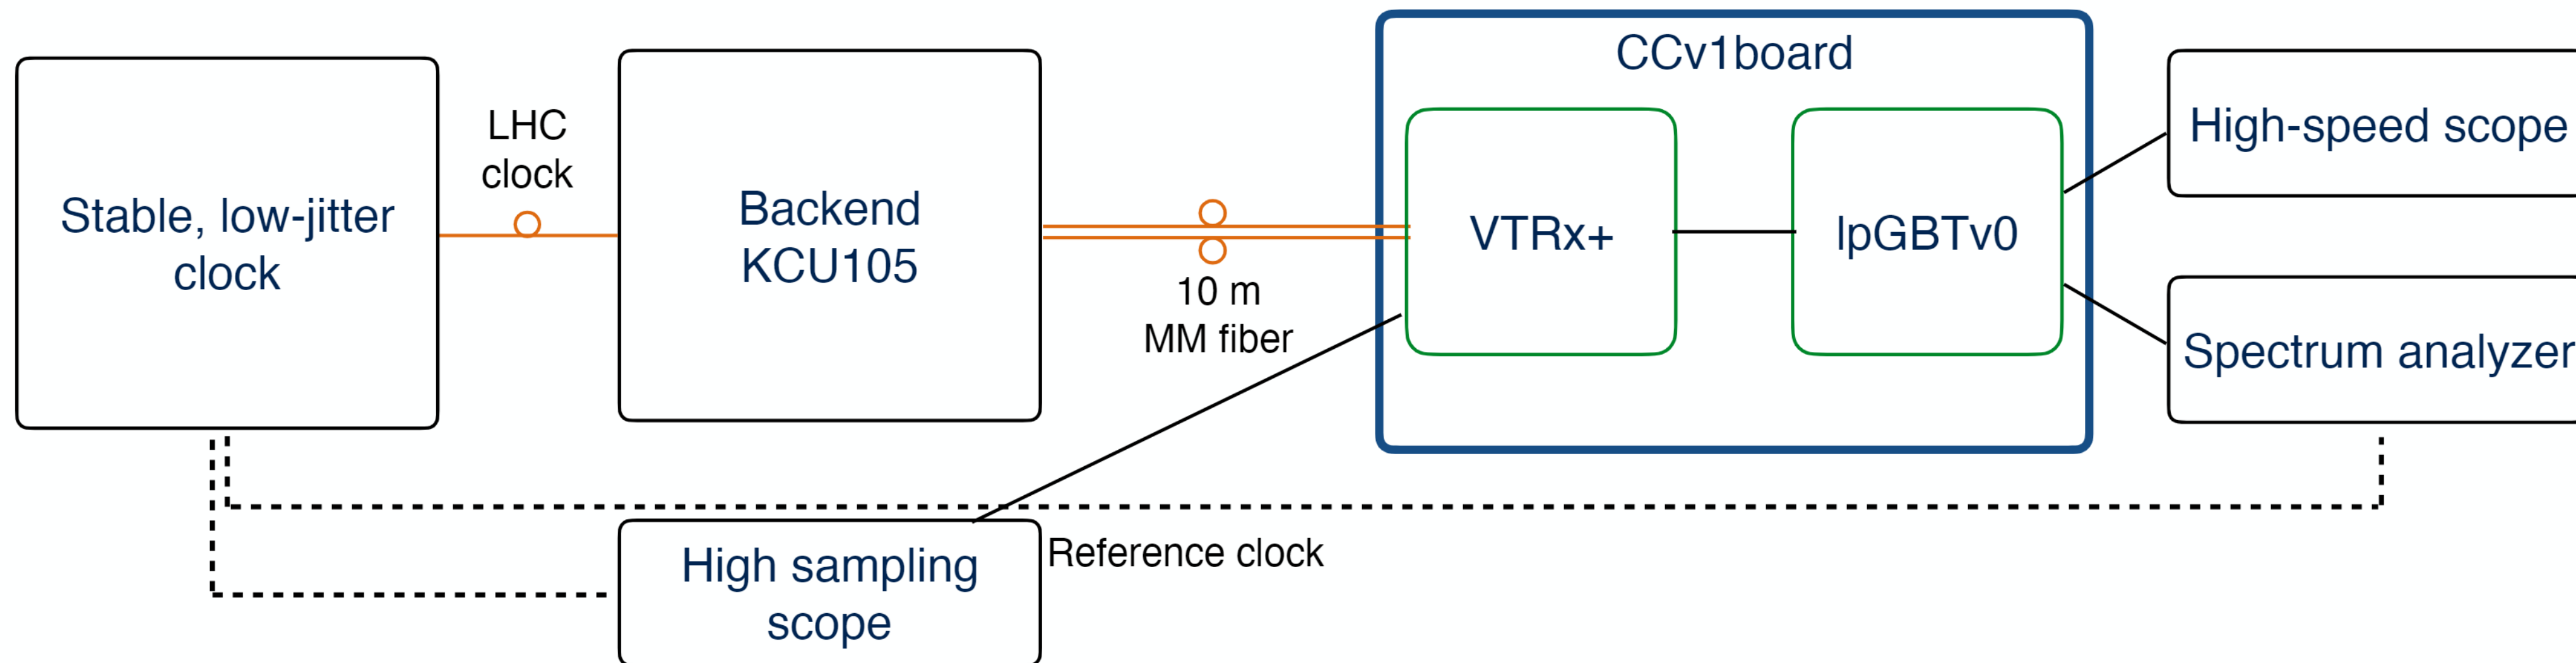 Stable, low-jitter
clock
LHC
clock
Backend
KCU105
10 m
MM fiber
CCv1board
VTRx+
lpGBTv0
High-speed scope
Spectrum analyzer
High sampling
scope
Reference clock